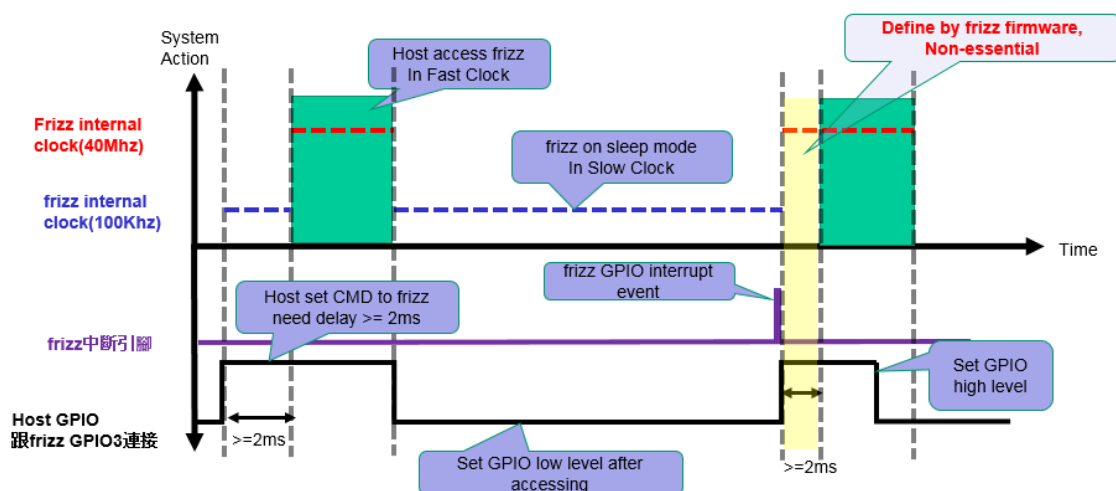 System
Action
Host access frizz
In Fast Clock
Define by frizz firmware,
Non-essential
Frizz internal
clock(40Mhz)
frizz on sleep mode
In Slow Clock
frizz internal
clock(100Khz)
Time
frizz GPIO interrupt
event
Host set CMD to frizz
need delay >= 2ms
frizz中斷引腳
Set GPIO
high level
Host GPIO
跟frizz GPIO3連接
>=2ms
Set GPIO low level after
accessing
>=2ms